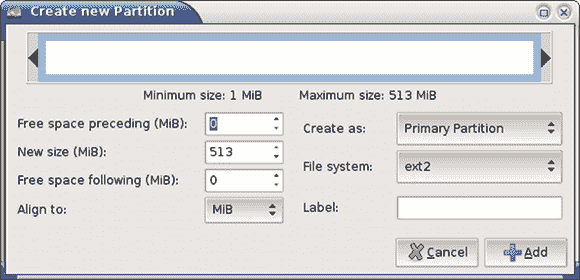 Create new Partition
Minimum size: 1 MiB Maximum size: 513 MiB
Free space preceding (MiB): 0
Create as: Primary Partition
New size (MiB): 513
File system: ext2
Free space following (MiB): 0
Align to: MiB
Label:
Cancel Add